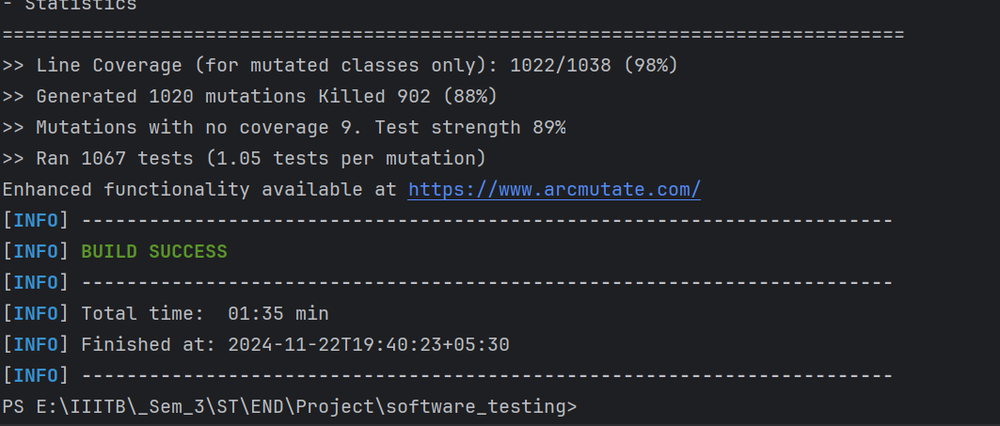 - Statistics
================================================================================
>> Line Coverage (for mutated classes only): 1022/1038 (98%)
>> Generated 1020 mutations Killed 902 (88%)
>> Mutations with no coverage 9. Test strength 89%
>> Ran 1067 tests (1.05 tests per mutation)
Enhanced functionality available at https://www.arcmutate.com/
[INFO] ------------------------------------------------------------------------
[INFO] BUILD SUCCESS
[INFO] ------------------------------------------------------------------------
[INFO] Total time:  01:35 min
[INFO] Finished at: 2024-11-22T19:40:23+05:30
[INFO] ------------------------------------------------------------------------
PS E:\IIITB\_Sem_3\ST\END\Project\software_testing>